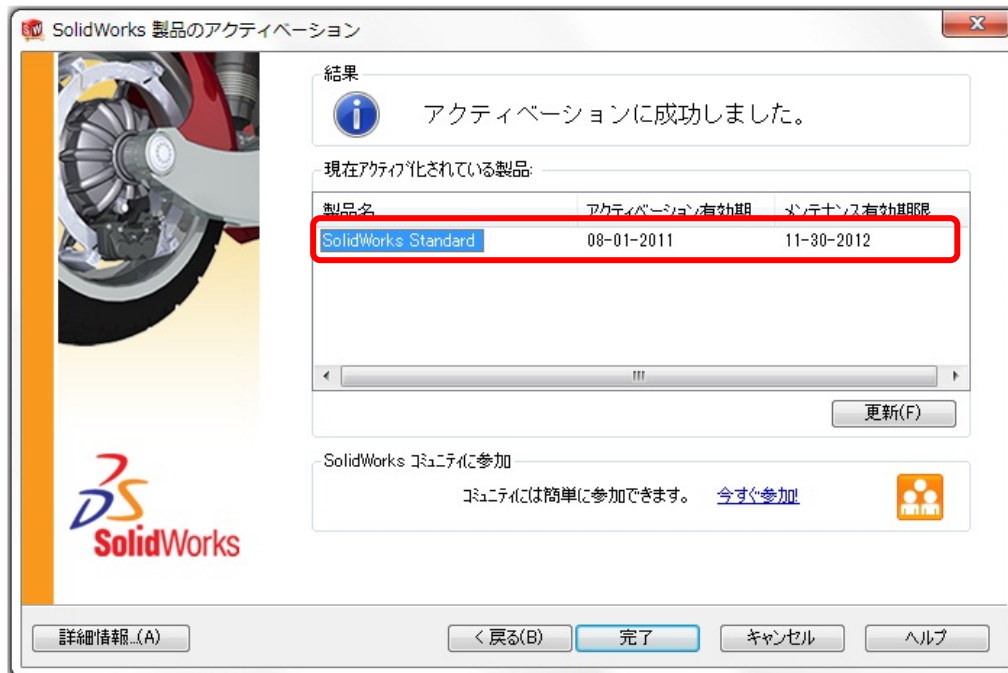 SolidWorks 製品のアクティベーション
結果
アクティベーションに成功しました。
現在アクティブ化されている製品:
製品名 アクティベーション有効期 メンテナンス有効期限
SolidWorks Standard 08-01-2011 11-30-2012
更新(F)
SolidWorks コミュニティに参加
コミュニティには簡単に参加できます。 今すぐ参加!
SolidWorks
詳細情報...(A) < 戻る(B) 完了 キャンセル ヘルプ